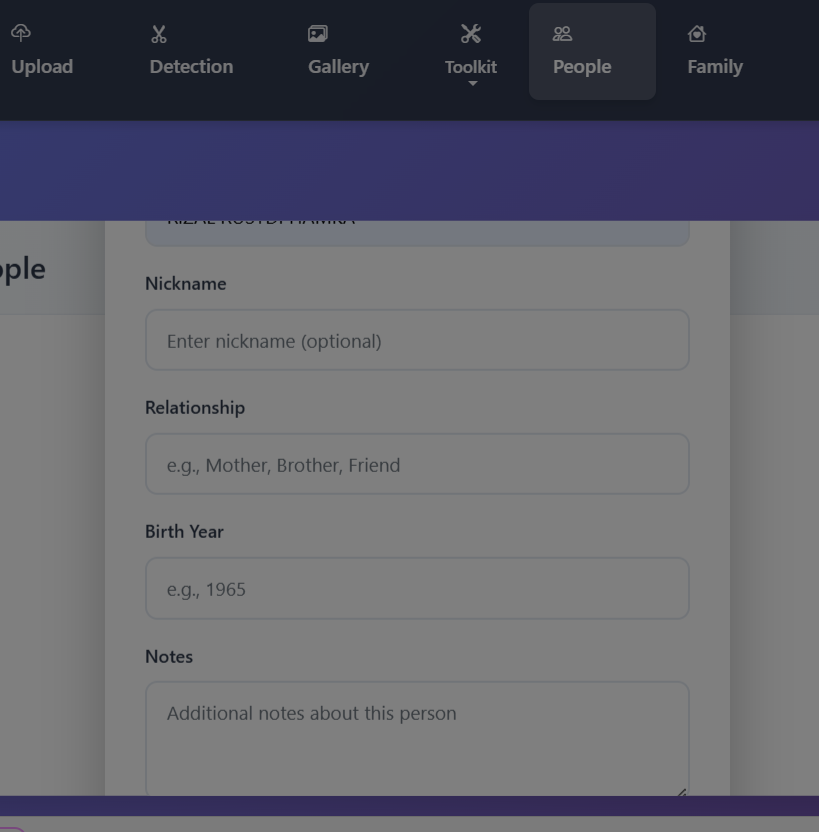 Upload Detection Gallery Toolkit People Family
ople
Nickname
Enter nickname (optional)
Relationship
e.g., Mother, Brother, Friend
Birth Year
e.g., 1965
Notes
Additional notes about this person